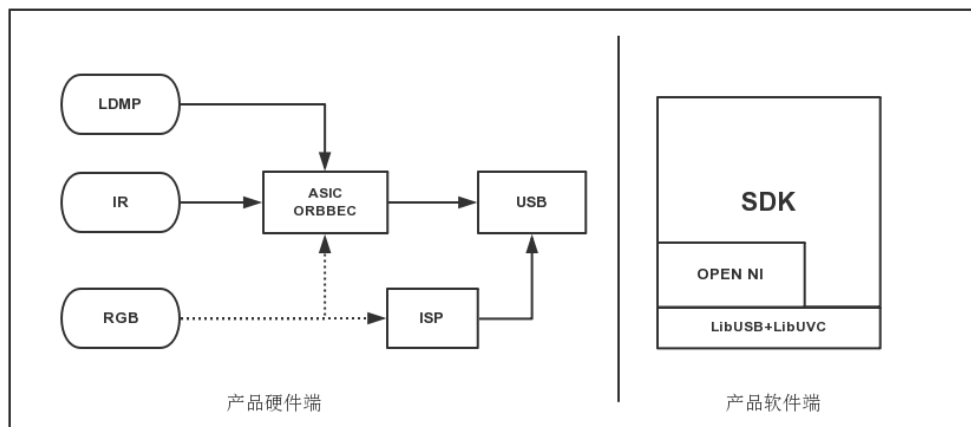 LDMP
IR
ASIC
ORBBEC
USB
RGB
ISP
产品硬件端
SDK
OPEN NI
LibUSB+LibUVC
产品软件端